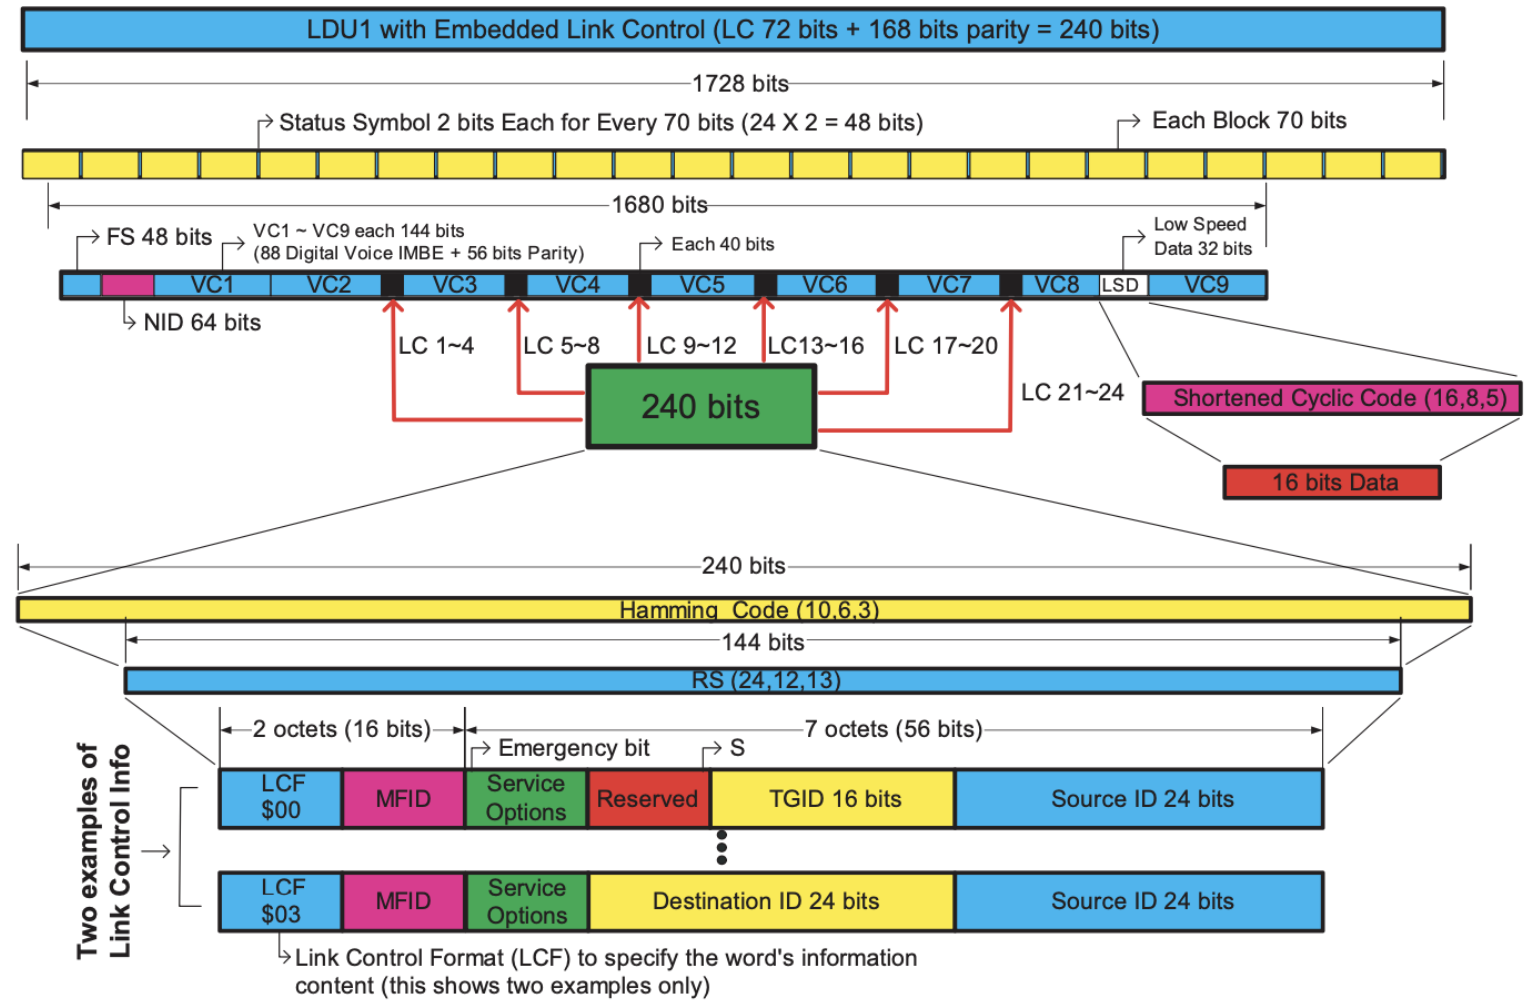 LDU1 with Embedded Link Control (LC 72 bits + 168 bits parity = 240 bits)
1728 bits
Status Symbol 2 bits Each for Every 70 bits (24 X 2 = 48 bits)
Each Block 70 bits
1680 bits
FS 48 bits
VC1 ~ VC9 each 144 bits
(88 Digital Voice IMBE + 56 bits Parity)
Each 40 bits
Low Speed
Data 32 bits
VC1
VC2
VC3
VC4
VC5
VC6
VC7
VC8
LSD
VC9
NID 64 bits
LC 1~4
LC 5~8
LC 9~12
LC13~16
LC 17~20
LC 21~24
240 bits
Shortened Cyclic Code (16,8,5)
16 bits Data
240 bits
Hamming Code (10,6,3)
144 bits
RS (24,12,13)
2 octets (16 bits)
7 octets (56 bits)
Emergency bit
S
Two examples of
Link Control Info
LCF
$00
MFID
Service
Options
Reserved
TGID 16 bits
Source ID 24 bits
LCF
$03
MFID
Service
Options
Destination ID 24 bits
Source ID 24 bits
Link Control Format (LCF) to specify the word's information
content (this shows two examples only)